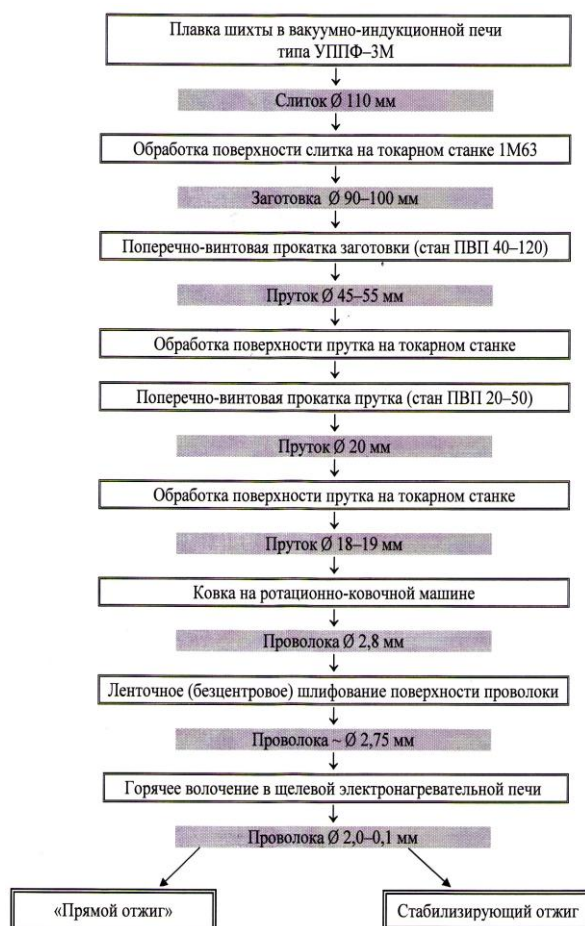 Плавка шихты в вакуумно-индукционной печи
типа УППФ–3М
Слиток Ø 110 мм
Обработка поверхности слитка на токарном станке 1М63
Заготовка Ø 90–100 мм
Поперечно-винтовая прокатка заготовки (стан ПВП 40–120)
Пруток Ø 45–55 мм
Обработка поверхности прутка на токарном станке
Поперечно-винтовая прокатка прутка (стан ПВП 20–50)
Пруток Ø 20 мм
Обработка поверхности прутка на токарном станке
Пруток Ø 18–19 мм
Ковка на ротационно-ковочной машине
Проволока Ø 2,8 мм
Ленточное (безцентровое) шлифование поверхности проволоки
Проволока ~ Ø 2,75 мм
Горячее волочение в щелевой электронагревательной печи
Проволока Ø 2,0–0,1 мм
«Прямой отжиг»
Стабилизирующий отжиг